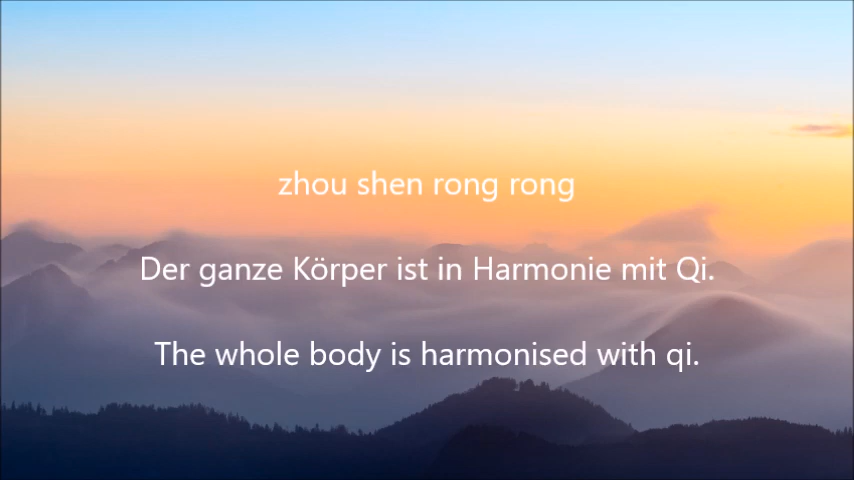 zhou shen rong rong
Der ganze Körper ist in Harmonie mit Qi.
The whole body is harmonised with qi.